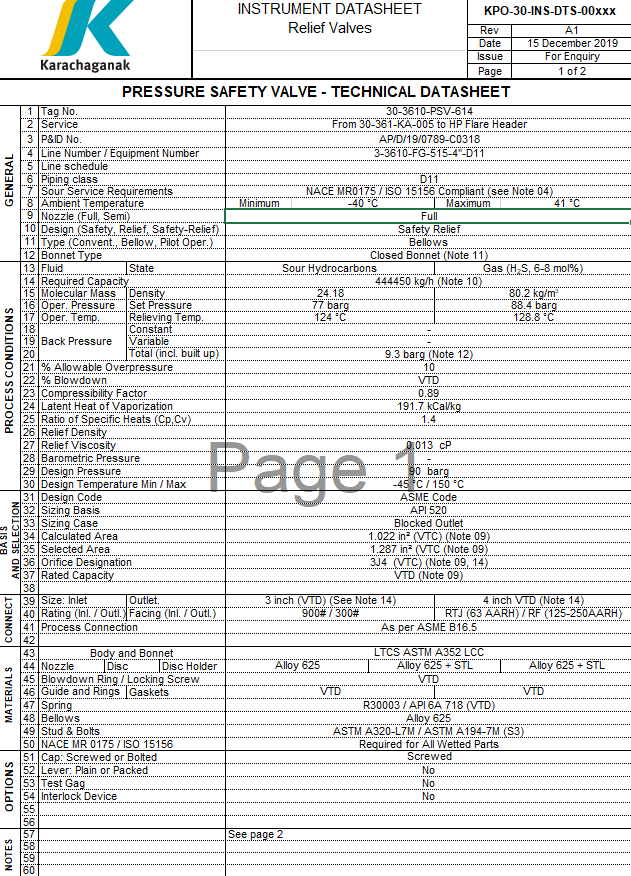 INSTRUMENT DATASHEET
Relief Valves
KPO-30-INS-DTS-00xxx
Rev A1
Date 15 December 2019
Issue For Enquiry
Page 1 of 2
Karachaganak
PRESSURE SAFETY VALVE - TECHNICAL DATASHEET
GENERAL
1 Tag No. 30-3610-PSV-614
2 Service From 30-361-KA-005 to HP Flare Header
3 P&ID No. AP/D/19/0789-C0318
4 Line Number / Equipment Number 3-3610-FG-515-4"-D11
5 Line schedule
6 Piping class D11
7 Sour Service Requirements NACE MR0175 / ISO 15156 Compliant (see Note 04)
8 Ambient Temperature Minimum -40 °C Maximum 41 °C
9 Nozzle (Full, Semi) Full
10 Design (Safety, Relief, Safety-Relief) Safety Relief
11 Type (Convent., Bellow, Pilot Oper.) Bellows
12 Bonnet Type Closed Bonnet (Note 11)
PROCESS CONDITIONS
13 Fluid State Sour Hydrocarbons Gas (H₂S, 6-8 mol%)
14 Required Capacity 444450 kg/h (Note 10)
15 Molecular Mass Density 24.18 80.2 kg/m³
16 Oper. Pressure Set Pressure 77 barg 88.4 barg
17 Oper. Temp. Relieving Temp. 124 °C 128.8 °C
18 Constant -
19 Back Pressure Variable -
20 Total (incl. built up) 9.3 barg (Note 12)
21 % Allowable Overpressure 10
22 % Blowdown VTD
23 Compressibility Factor 0.89
24 Latent Heat of Vaporization 191.7 kCal/kg
25 Ratio of Specific Heats (Cp,Cv) 1.4
26 Relief Density
27 Relief Viscosity 0.013 cP
28 Barometric Pressure -
29 Design Pressure 90 barg
30 Design Temperature Min / Max -45 °C / 150 °C
Page 1
BASIS
AND SELECTION
31 Design Code ASME Code
32 Sizing Basis API 520
33 Sizing Case Blocked Outlet
34 Calculated Area 1.022 in² (VTC) (Note 09)
35 Selected Area 1.287 in² (VTC (Note 09)
36 Orifice Designation 3J4 (VTC) (Note 09, 14)
37 Rated Capacity VTD (Note 09)
38
CONNECT
39 Size: Inlet Outlet. 3 inch (VTD) (See Note 14) 4 inch VTD (Note 14)
40 Rating (Inl. / Outl.) Facing (Inl. / Outl.) 900# / 300# RTJ (63 AARH) / RF (125-250AARH)
41 Process Connection As per ASME B16.5
42
MATERIALS
43 Body and Bonnet LTCS ASTM A352 LCC
44 Nozzle Disc Disc Holder Alloy 625 Alloy 625 + STL Alloy 625 + STL
45 Blowdown Ring / Locking Screw VTD
46 Guide and Rings Gaskets VTD VTD
47 Spring R30003 / API 6A 718 (VTD)
48 Bellows Alloy 625
49 Stud & Bolts ASTM A320-L7M / ASTM A194-7M (S3)
50 NACE MR 0175 / ISO 15156 Required for All Wetted Parts
OPTIONS
51 Cap: Screwed or Bolted Screwed
52 Lever: Plain or Packed No
53 Test Gag No
54 Interlock Device No
55
56
NOTES
57 See page 2
58
59
60